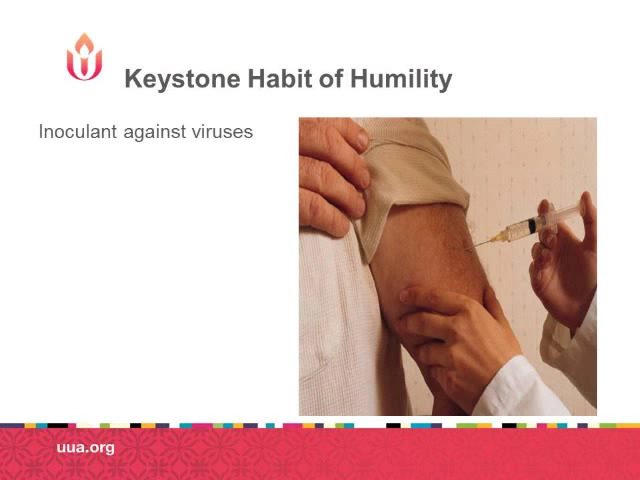 Keystone Habit of Humility
Inoculant against viruses
uua.org